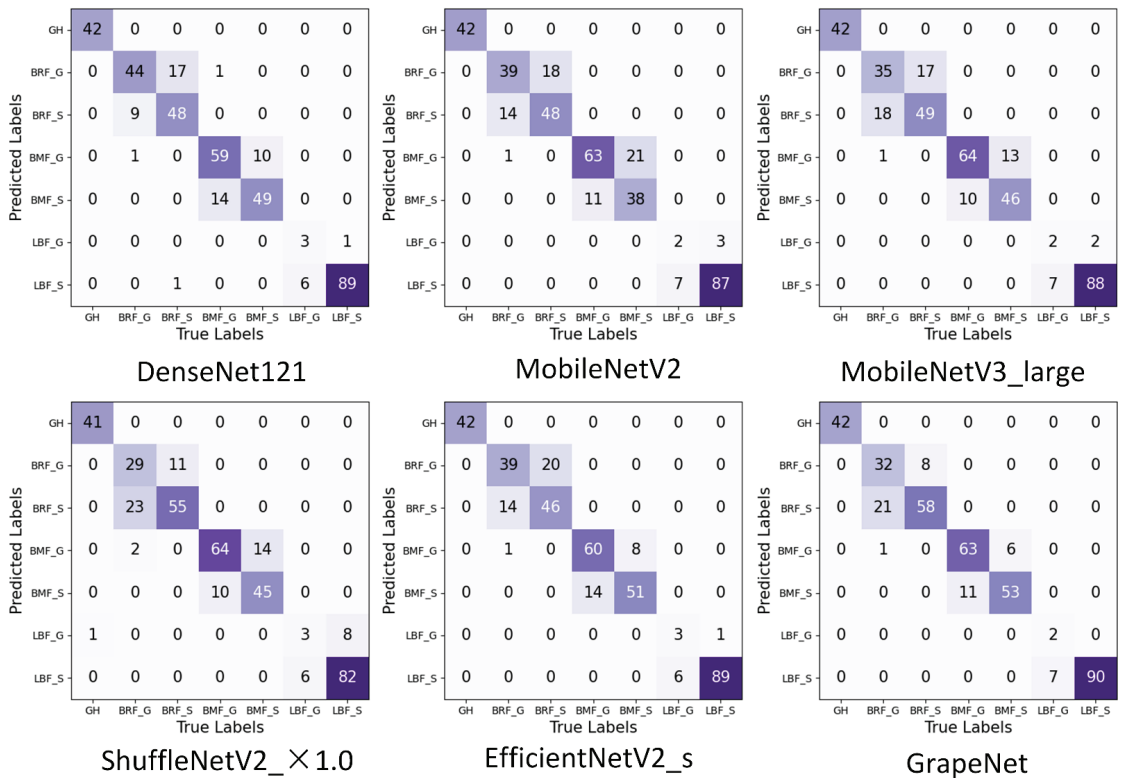 GH 42 0 0 0 0 0 0
BRF_G 0 44 17 1 0 0 0
BRF_S 0 9 48 0 0 0 0
BMF_G 0 1 0 59 10 0 0
BMF_S 0 0 0 14 49 0 0
LBF_G 0 0 0 0 0 3 1
LBF_S 0 0 1 0 0 6 89
Predicted Labels
GH BRF_G BRF_S BMF_G BMF_S LBF_G LBF_S
True Labels
DenseNet121
GH 42 0 0 0 0 0 0
BRF_G 0 39 18 0 0 0 0
BRF_S 0 14 48 0 0 0 0
BMF_G 0 1 0 63 21 0 0
BMF_S 0 0 0 11 38 0 0
LBF_G 0 0 0 0 0 2 3
LBF_S 0 0 0 0 0 7 87
Predicted Labels
GH BRF_G BRF_S BMF_G BMF_S LBF_G LBF_S
True Labels
MobileNetV2
GH 42 0 0 0 0 0 0
BRF_G 0 35 17 0 0 0 0
BRF_S 0 18 49 0 0 0 0
BMF_G 0 1 0 64 13 0 0
BMF_S 0 0 0 10 46 0 0
LBF_G 0 0 0 0 0 2 2
LBF_S 0 0 0 0 0 7 88
Predicted Labels
GH BRF_G BRF_S BMF_G BMF_S LBF_G LBF_S
True Labels
MobileNetV3_large
GH 41 0 0 0 0 0 0
BRF_G 0 29 11 0 0 0 0
BRF_S 0 23 55 0 0 0 0
BMF_G 0 2 0 64 14 0 0
BMF_S 0 0 0 10 45 0 0
LBF_G 1 0 0 0 0 3 8
LBF_S 0 0 0 0 0 6 82
Predicted Labels
GH BRF_G BRF_S BMF_G BMF_S LBF_G LBF_S
True Labels
ShuffleNetV2_×1.0
GH 42 0 0 0 0 0 0
BRF_G 0 39 20 0 0 0 0
BRF_S 0 14 46 0 0 0 0
BMF_G 0 1 0 60 8 0 0
BMF_S 0 0 0 14 51 0 0
LBF_G 0 0 0 0 0 3 1
LBF_S 0 0 0 0 0 6 89
Predicted Labels
GH BRF_G BRF_S BMF_G BMF_S LBF_G LBF_S
True Labels
EfficientNetV2_s
GH 42 0 0 0 0 0 0
BRF_G 0 32 8 0 0 0 0
BRF_S 0 21 58 0 0 0 0
BMF_G 0 1 0 63 6 0 0
BMF_S 0 0 0 11 53 0 0
LBF_G 0 0 0 0 0 2 0
LBF_S 0 0 0 0 0 7 90
Predicted Labels
GH BRF_G BRF_S BMF_G BMF_S LBF_G LBF_S
True Labels
GrapeNet